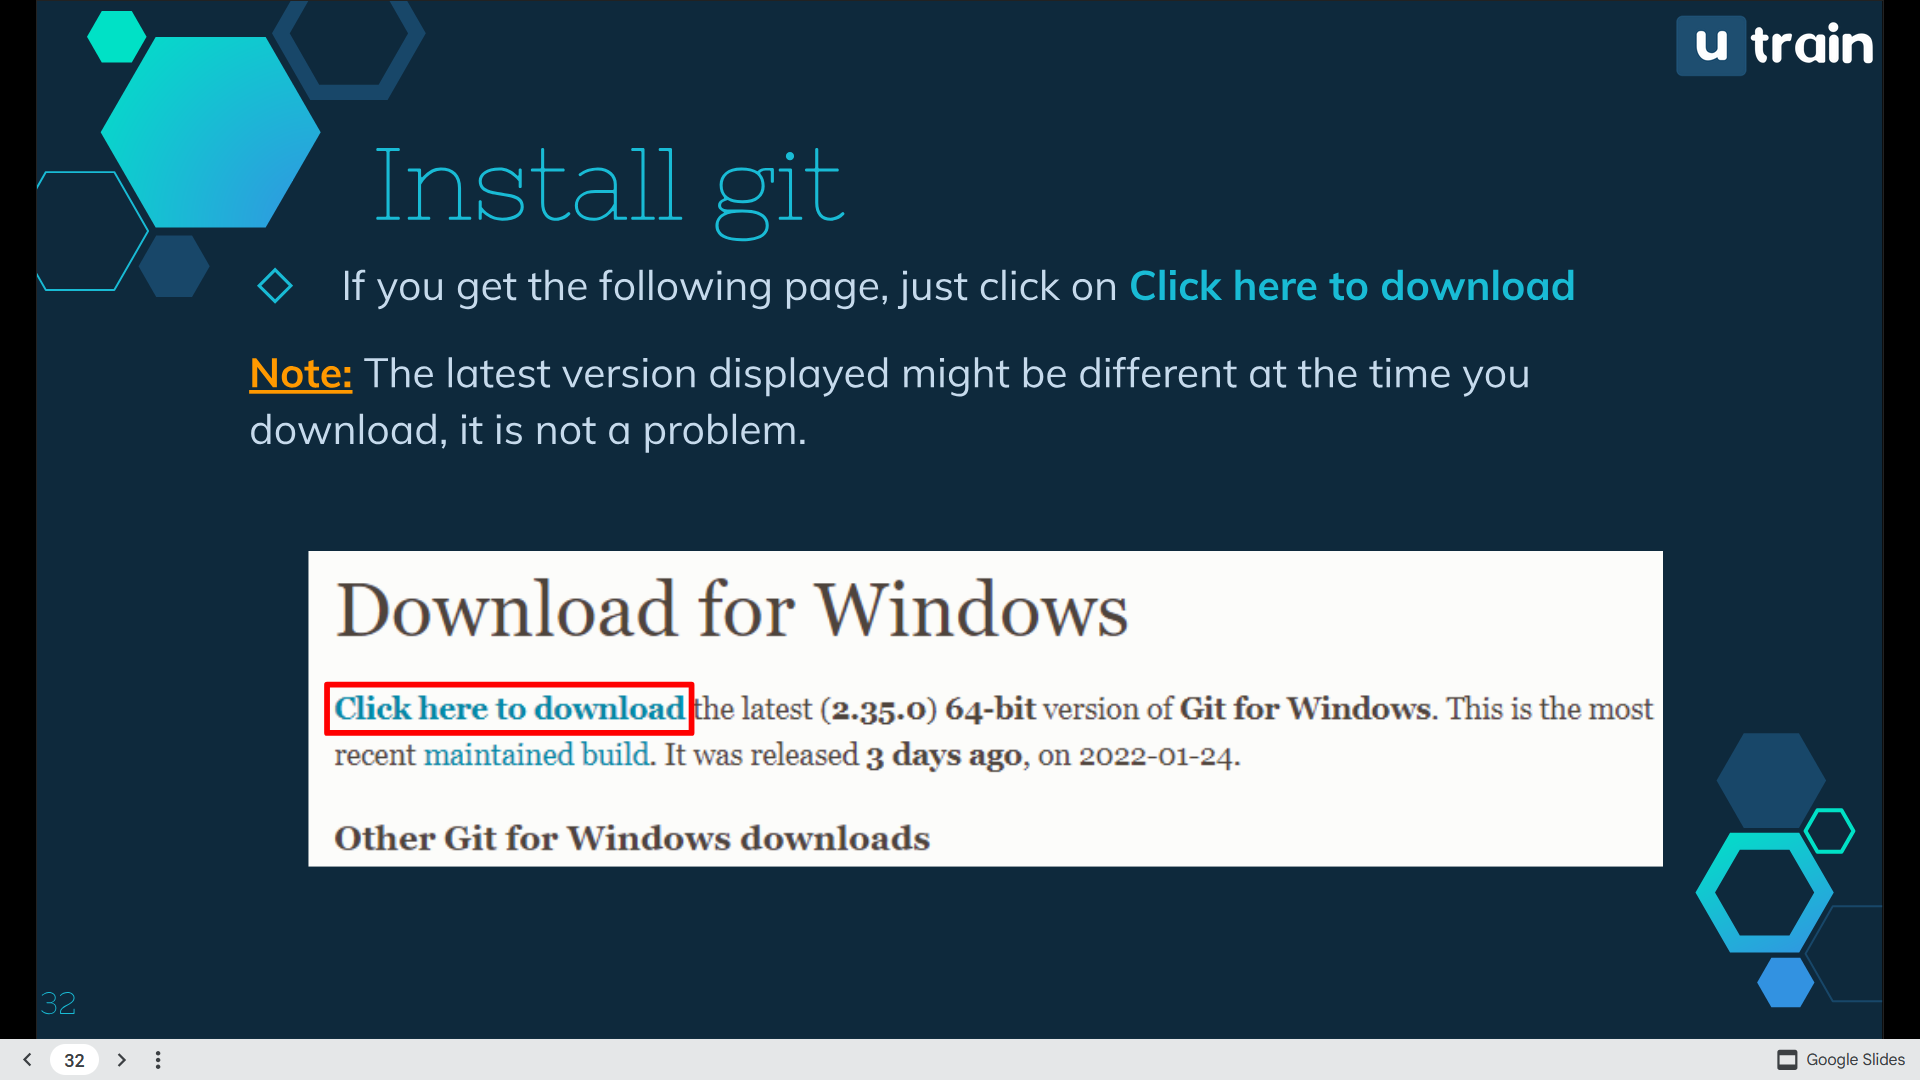 u train
Install git
If you get the following page, just click on Click here to download
Note: The latest version displayed might be different at the time you
download, it is not a problem.
Download for Windows
Click here to download the latest (2.35.0) 64-bit version of Git for Windows. This is the most
recent maintained build. It was released 3 days ago, on 2022-01-24.
Other Git for Windows downloads
32
32
Google Slides